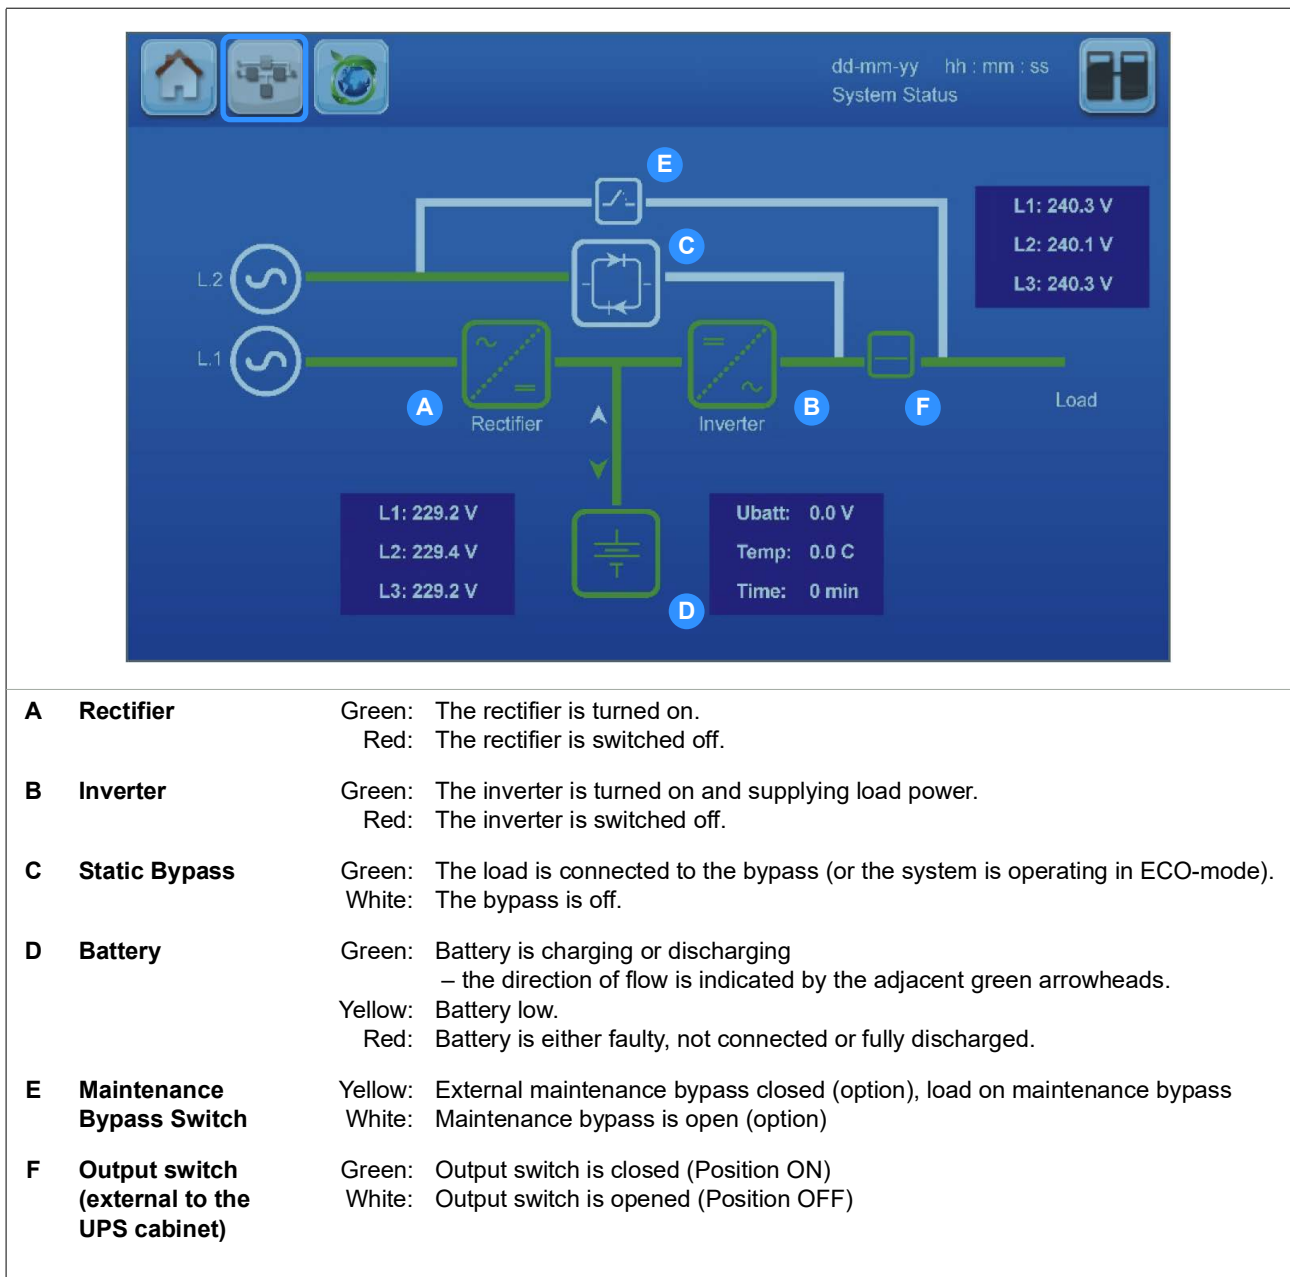 dd-mm-yy hh : mm : ss
System Status
E
L1: 240.3 V
L2: 240.1 V
L3: 240.3 V
C
L.2
L.1
A
Rectifier
Inverter
B
F
Load
L1: 229.2 V
L2: 229.4 V
L3: 229.2 V
Ubatt: 0.0 V
Temp: 0.0 C
Time: 0 min
D
A Rectifier Green: The rectifier is turned on.
Red: The rectifier is switched off.
B Inverter Green: The inverter is turned on and supplying load power.
Red: The inverter is switched off.
C Static Bypass Green: The load is connected to the bypass (or the system is operating in ECO-mode).
White: The bypass is off.
D Battery Green: Battery is charging or discharging
– the direction of flow is indicated by the adjacent green arrowheads.
Yellow: Battery low.
Red: Battery is either faulty, not connected or fully discharged.
E Maintenance Yellow: External maintenance bypass closed (option), load on maintenance bypass
Bypass Switch White: Maintenance bypass is open (option)
F Output switch Green: Output switch is closed (Position ON)
(external to the White: Output switch is opened (Position OFF)
UPS cabinet)